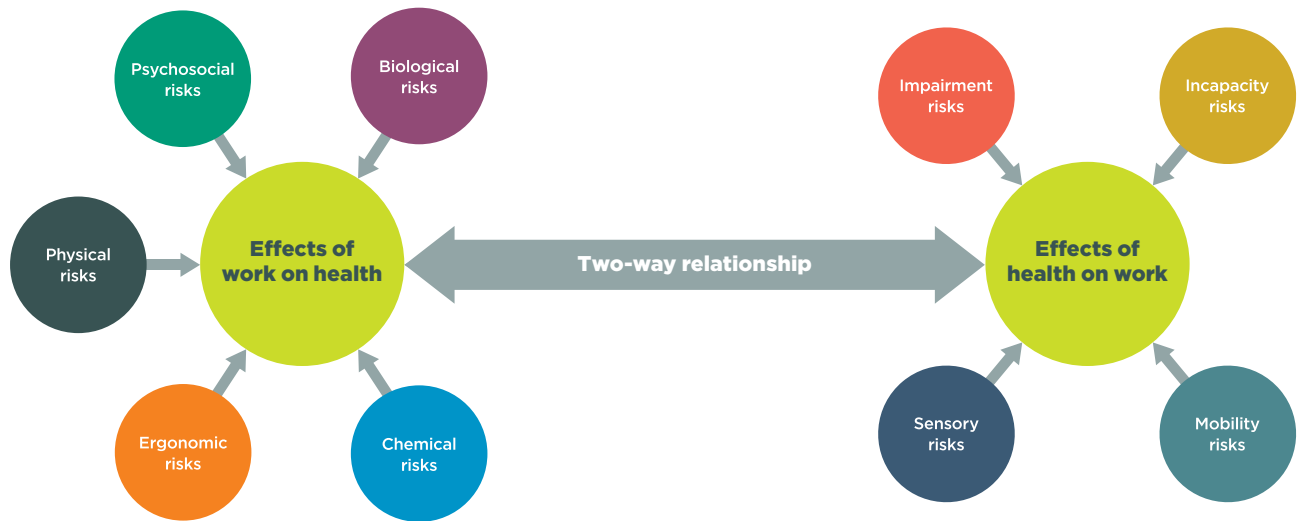 Psychosocial
risks
Biological
risks
Physical
risks
Effects of
work on health
Ergonomic
risks
Chemical
risks
Two-way relationship
Impairment
risks
Incapacity
risks
Effects of
health on work
Sensory
risks
Mobility
risks